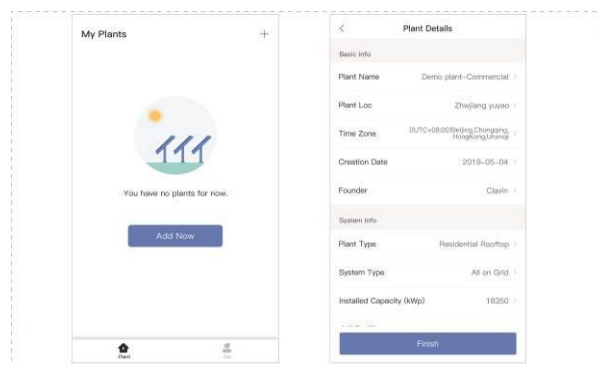 My Plants
+
You have no plants for now.
Add Now
Plant
Plant Details
Basic Info
Plant Name
Demo plant-Commercial
Plant Loc
Zhwjiang yuyao
Time Zone
(UTC+08:00)Beijing,Chongqing,
HongKong,Urumqi
Creation Date
2019-05-04
Founder
Clavin
System Info
Plant Type
Residential Rooftop
System Type
All on Grid
Installed Capacity (kWp)
18350
Finish